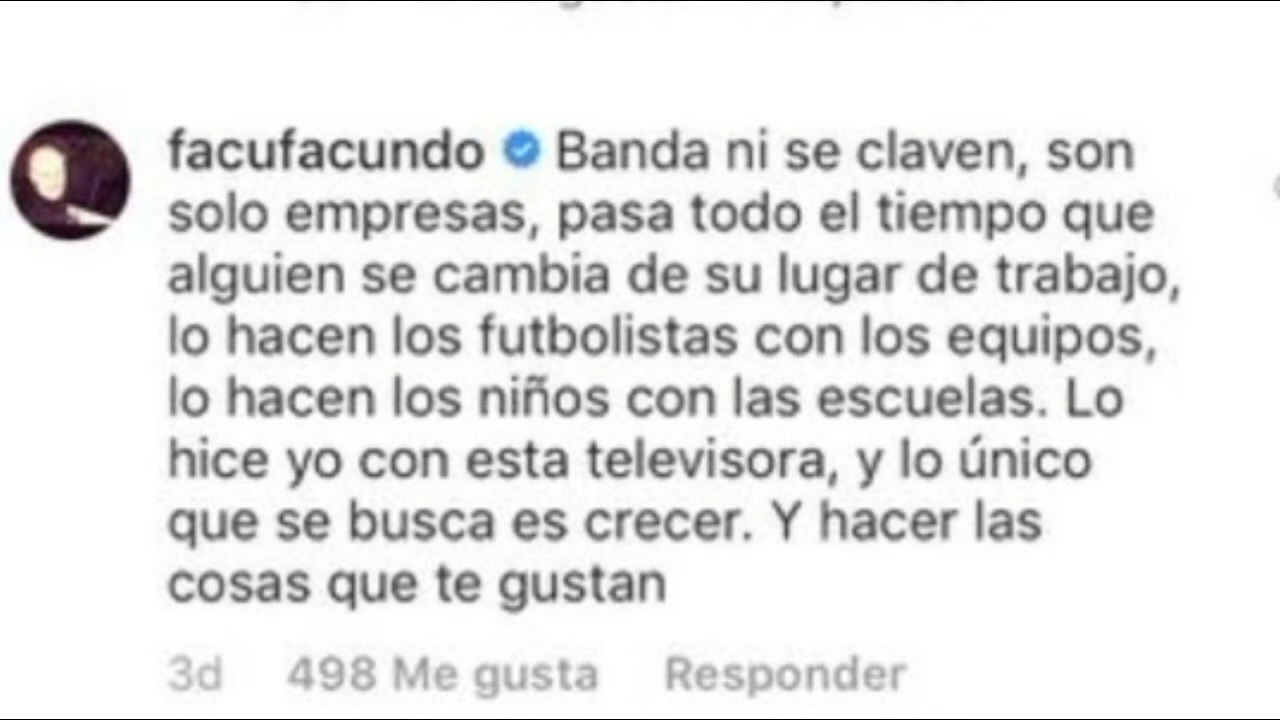 facufacundo Banda ni se claven, son
solo empresas, pasa todo el tiempo que
alguien se cambia de su lugar de trabajo,
lo hacen los futbolistas con los equipos,
lo hacen los niños con las escuelas. Lo
hice yo con esta televisora, y lo único
que se busca es crecer. Y hacer las
cosas que te gustan
3d 498 Me gusta Responder